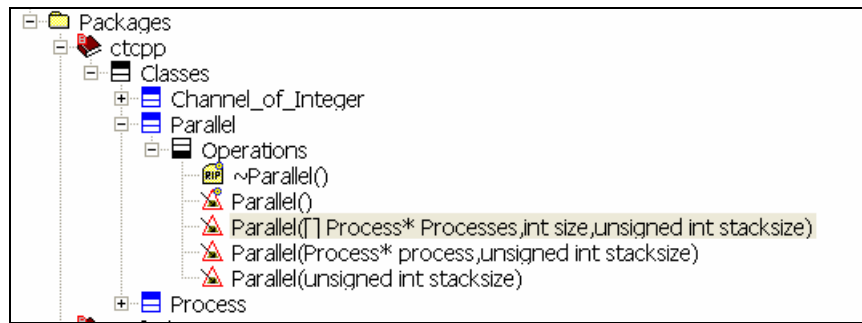 Packages
ctcpp
Classes
Channel_of_Integer
Parallel
Operations
RIP ~Parallel()
Parallel()
Parallel([] Process* Processes,int size,unsigned int stacksize)
Parallel(Process* process,unsigned int stacksize)
Parallel(unsigned int stacksize)
Process